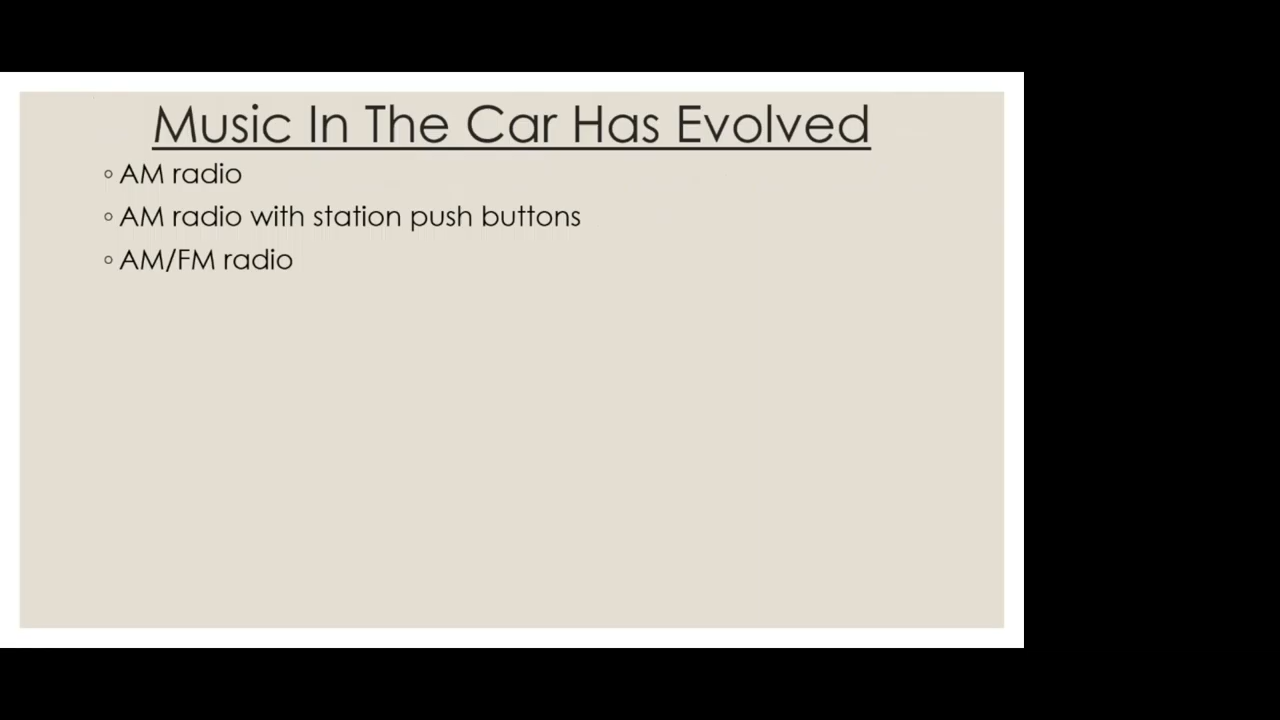 Music In The Car Has Evolved
◦ AM radio
◦ AM radio with station push buttons
◦ AM/FM radio